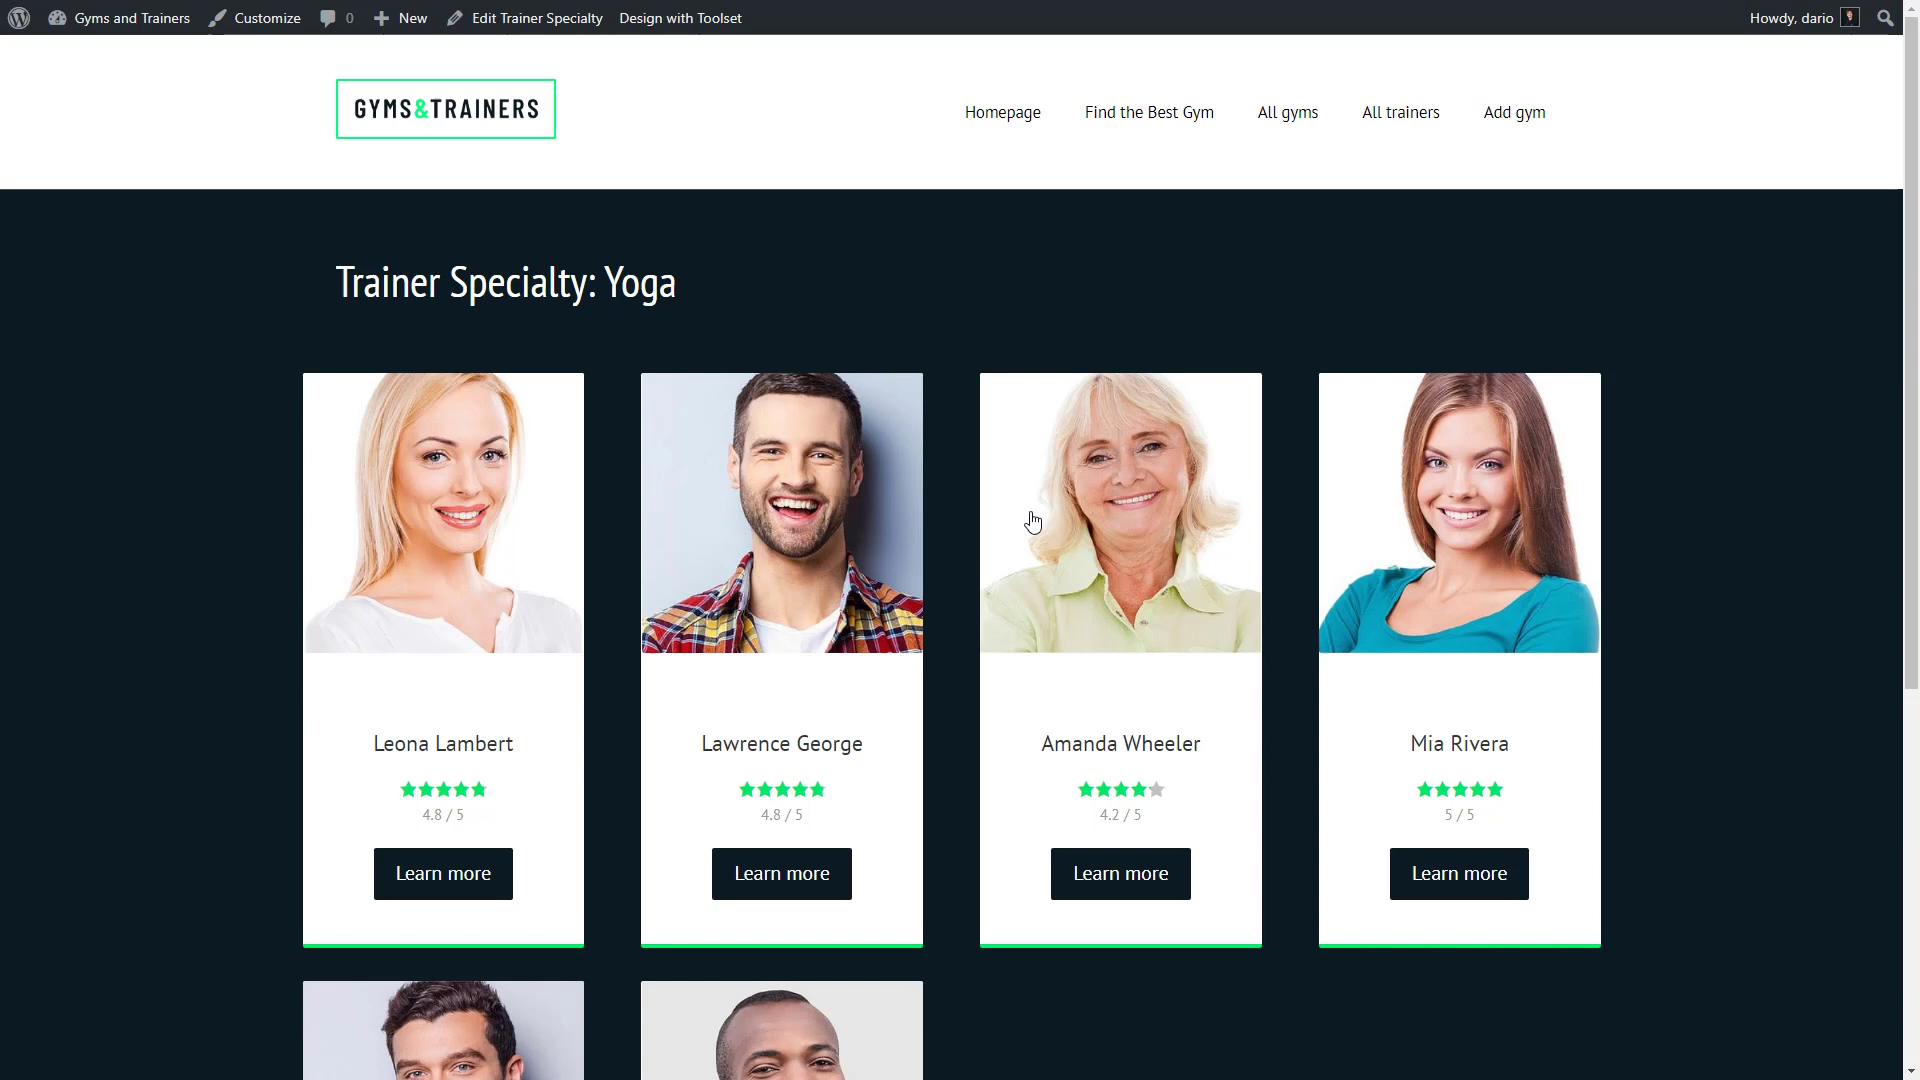 Gyms and Trainers Customize 0 New Edit Trainer Specialty Design with Toolset Howdy, dario
GYMS&TRAINERS
Homepage Find the Best Gym All gyms All trainers Add gym
Trainer Specialty: Yoga
Leona Lambert
4.8 / 5
Learn more
Lawrence George
4.8 / 5
Learn more
Amanda Wheeler
4.2 / 5
Learn more
Mia Rivera
5 / 5
Learn more